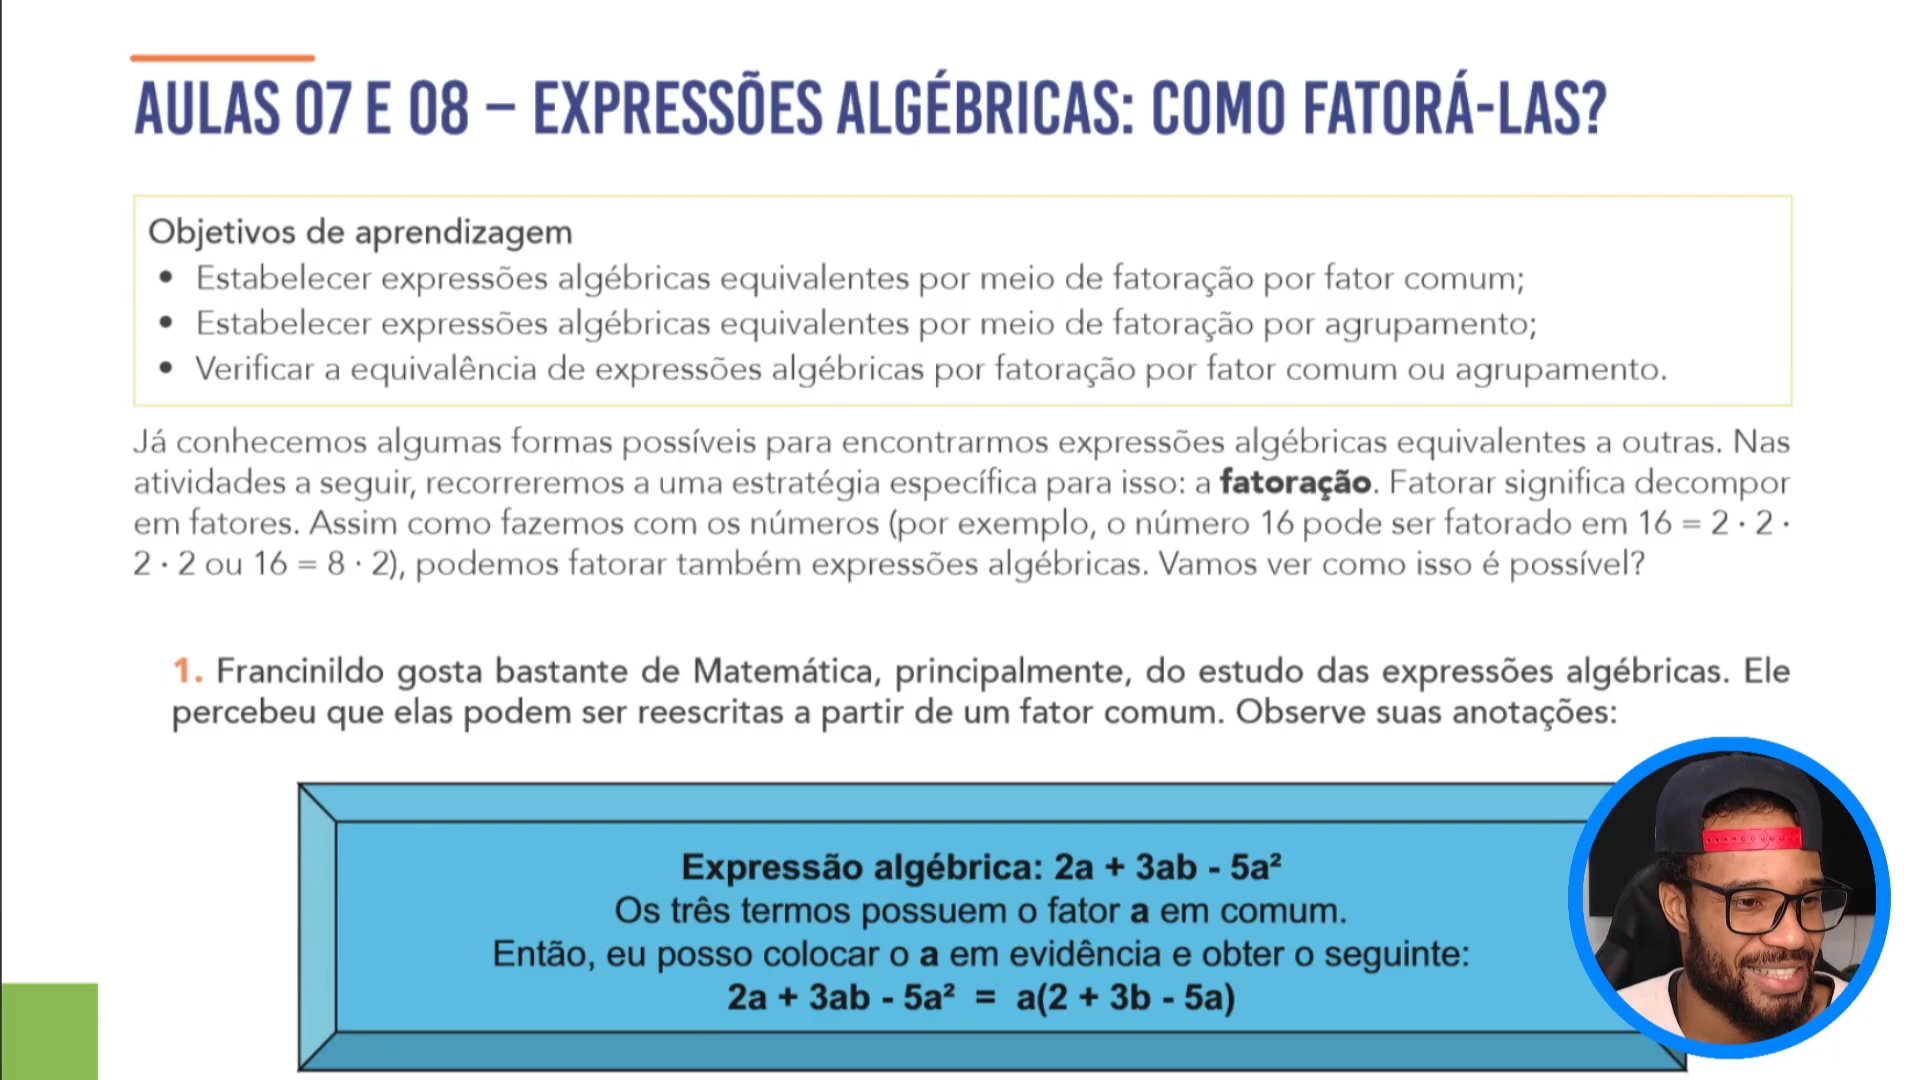 AULAS 07 E 08 – EXPRESSÕES ALGÉBRICAS: COMO FATORÁ-LAS?
Objetivos de aprendizagem
• Estabelecer expressões algébricas equivalentes por meio de fatoração por fator comum;
• Estabelecer expressões algébricas equivalentes por meio de fatoração por agrupamento;
• Verificar a equivalência de expressões algébricas por fatoração por fator comum ou agrupamento.
Já conhecemos algumas formas possíveis para encontrarmos expressões algébricas equivalentes a outras. Nas
atividades a seguir, recorreremos a uma estratégia específica para isso: a fatoração. Fatorar significa decompor
em fatores. Assim como fazemos com os números (por exemplo, o número 16 pode ser fatorado em 16 = 2 · 2 ·
2 · 2 ou 16 = 8 · 2), podemos fatorar também expressões algébricas. Vamos ver como isso é possível?
1. Francinildo gosta bastante de Matemática, principalmente, do estudo das expressões algébricas. Ele
percebeu que elas podem ser reescritas a partir de um fator comum. Observe suas anotações:
Expressão algébrica: 2a + 3ab - 5a²
Os três termos possuem o fator a em comum.
Então, eu posso colocar o a em evidência e obter o seguinte:
2a + 3ab - 5a² = a(2 + 3b - 5a)